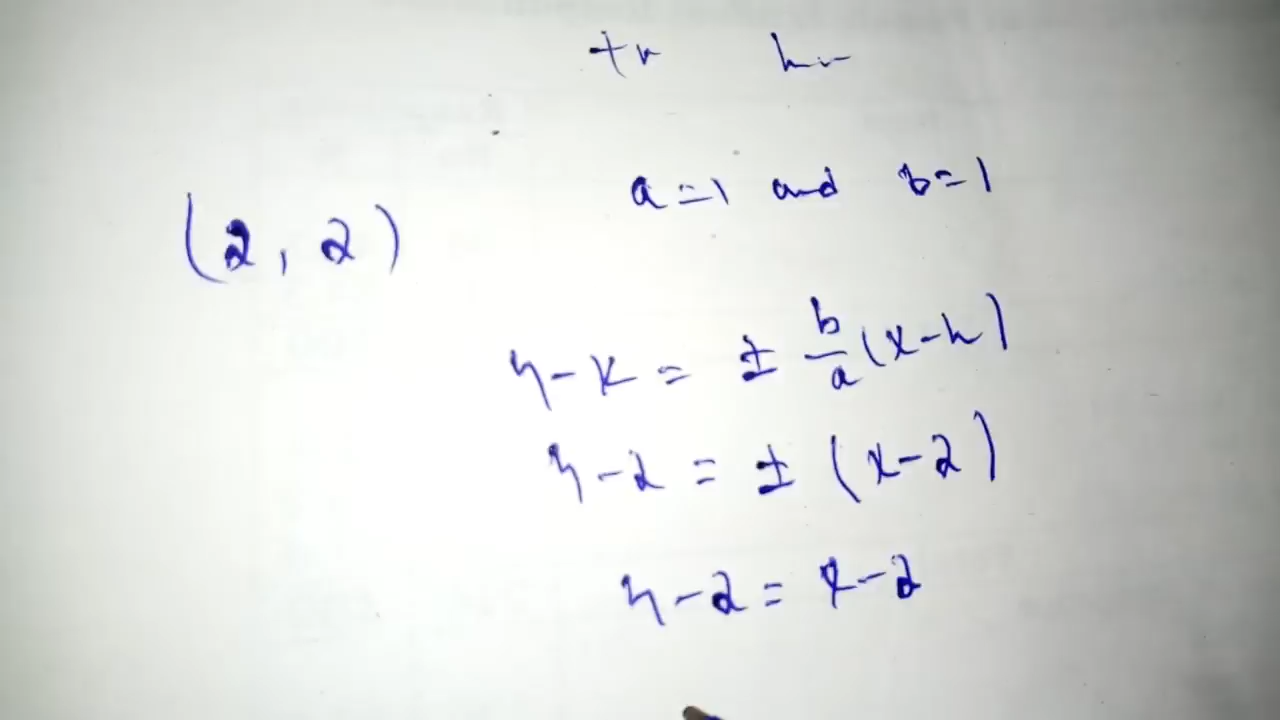 a=1 and b=1
(2, 2)
y-k = ± b/a (x-h)
y-2 = ± (x-2)
y-2 = x-2